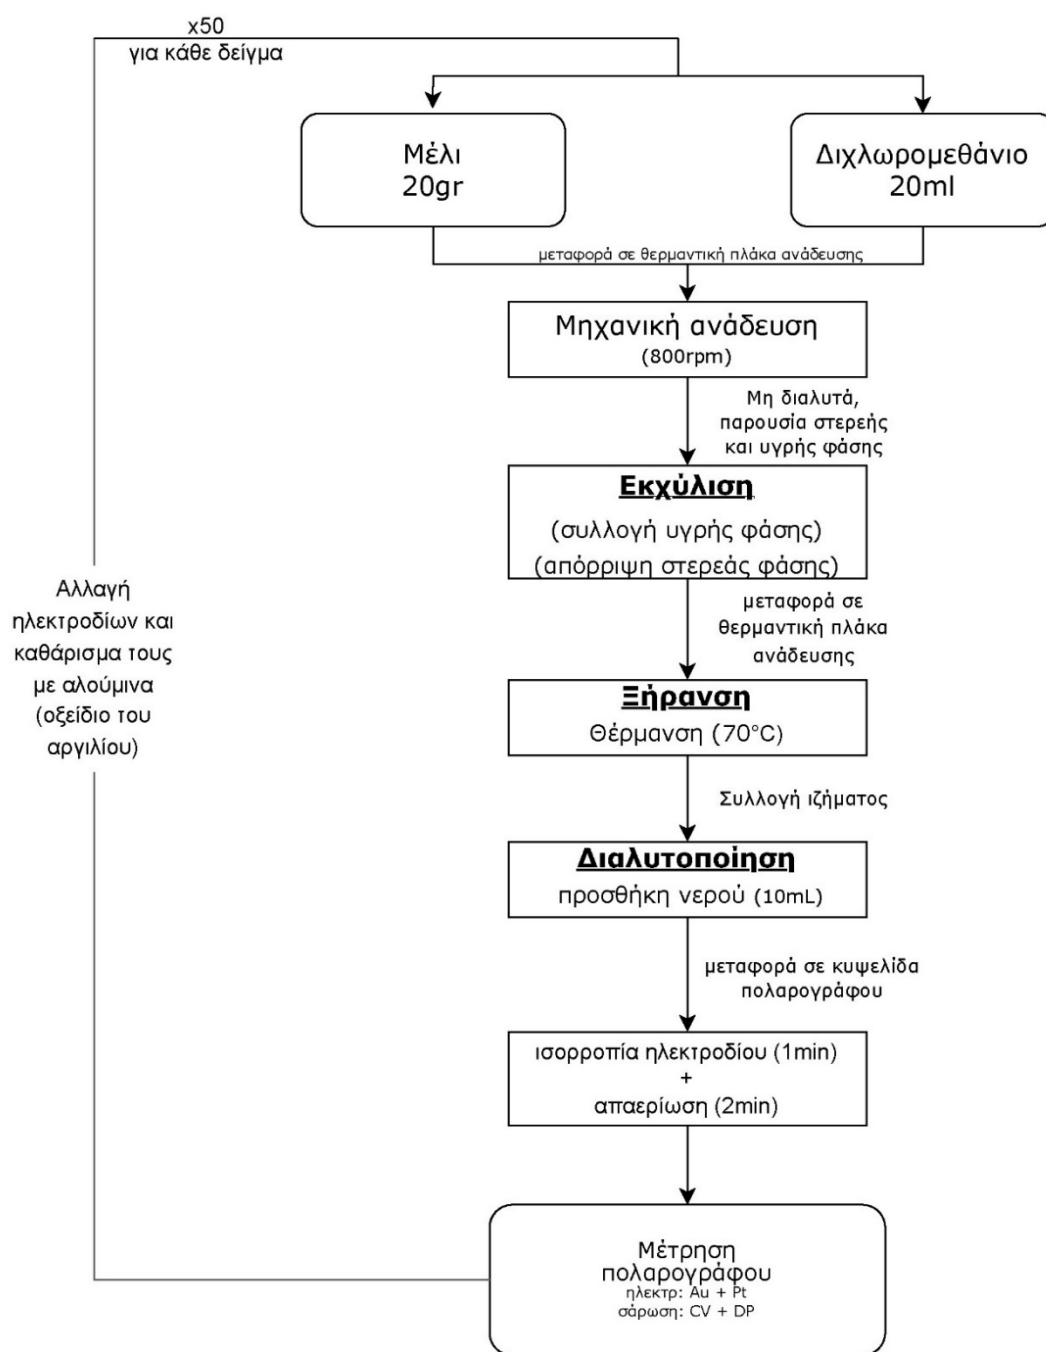 x50
για κάθε δείγμα
Μέλι
20gr
Διχλωρομεθάνιο
20ml
μεταφορά σε θερμαντική πλάκα ανάδευσης
Μηχανική ανάδευση
(800rpm)
Μη διαλυτά,
παρουσία στερεής
και υγρής φάσης
Εκχύλιση
(συλλογή υγρής φάσης)
(απόρριψη στερεάς φάσης)
μεταφορά σε
θερμαντική πλάκα
ανάδευσης
Ξήρανση
Θέρμανση (70°C)
Συλλογή ιζήματος
Διαλυτοποίηση
προσθήκη νερού (10mL)
μεταφορά σε κυψελίδα
πολαρογράφου
ισορροπία ηλεκτροδίου (1min)
+
απαερίωση (2min)
Μέτρηση
πολαρογράφου
ηλεκτρ: Au + Pt
σάρωση: CV + DP
Αλλαγή
ηλεκτροδίων και
καθάρισμα τους
με αλούμινα
(οξείδιο του
αργιλίου)